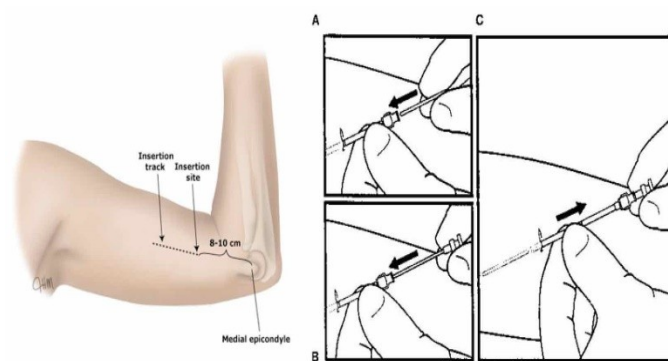 Insertion
track
Insertion
site
8-10 cm
Medial epicondyle
A
B
C